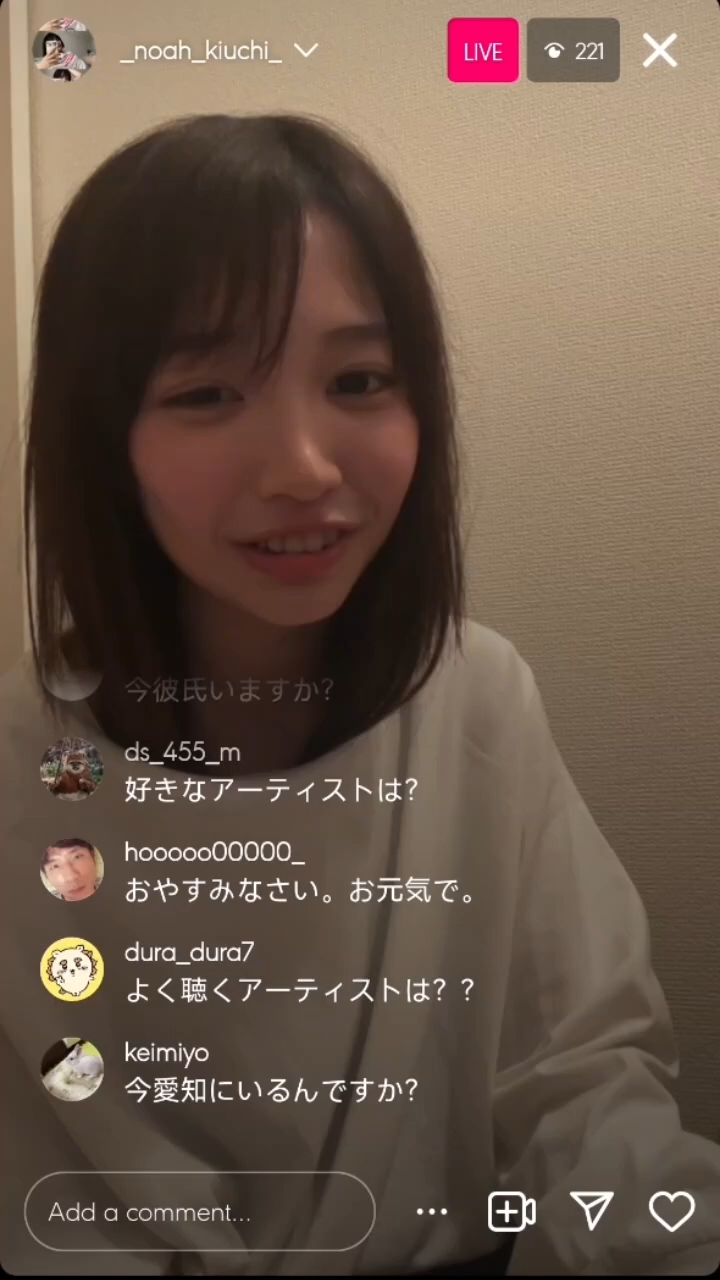 _noah_kiuchi_
LIVE
221
今彼氏いますか?
ds_455_m
好きなアーティストは?
hooooo00000_
おやすみなさい。お元気で。
dura_dura7
よく聴くアーティストは? ?
keimiyo
今愛知にいるんですか?
Add a comment...